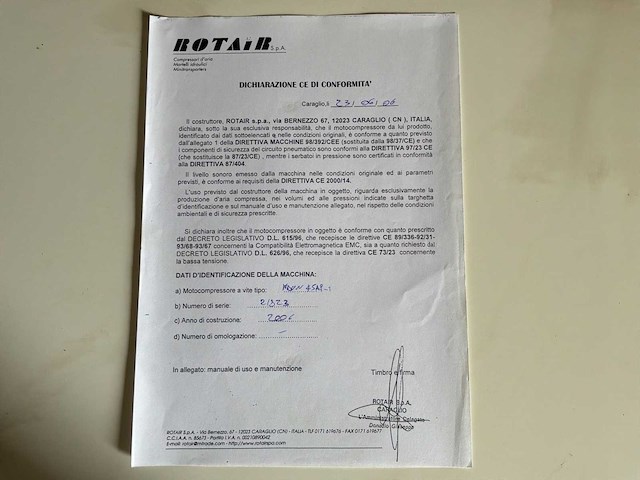 ROTAIR S.p.A.
Compressori d'aria
Martelli idraulici
Minitransporters
DICHIARAZIONE CE DI CONFORMITA'
Caraglio,li
Il costruttore, ROTAIR s.p.a., via BERNEZZO 67, 12023 CARAGLIO ( CN ), ITALIA,
dichiara, sotto la sua esclusiva responsabilità, che il motocompressore da lui prodotto,
identificato dai dati sottoelencati e nelle condizioni originali, è conforme a quanto previsto
dall'allegato 1 della DIRETTIVA MACCHINE 98/392/CEE (sostituita dalla 98/37/CE) e che
i componenti di sicurezza del circuito pneumatico sono conformi alla DIRETTIVA 97/23 CE
(che sostituisce la 87/23/CE) , mentre i serbatoi in pressione sono certificati in conformità
alla DIRETTIVA 87/404.
Il livello sonoro emesso dalla macchina nelle condizioni originale ed ai parametri
previsti, è conforme ai requisiti della DIRETTIVA CE 2000/14.
L'uso previsto dal costruttore della macchina in oggetto, riguarda esclusivamente la
produzione d'aria compressa, nei volumi ed alle pressioni indicate sulla targhetta
d'identificazione e sul manuale d'uso e manutenzione allegato, nel rispetto delle condizioni
ambientali e di sicurezza prescritte.
Si dichiara inoltre che il motocompressore è conforme con quanto prescritto
dal DECRETO LEGISLATIVO D.L. 615/96, che recepisce le direttive CE 89/336-92/31-
93/68-93/67 concernenti la Compatibilità Elettromagnetica EMC, sia a quanto richiesto dal
DECRETO LEGISLATIVO D.L. 626/96, che recepisce la direttiva CE 73/23 concernente
la bassa tensione.
DATI D'IDENTIFICAZIONE DELLA MACCHINA:
a) Motocompressore a vite tipo:
b) Numero di serie:
c) Anno di costruzione:
d) Numero di omologazione: –
In allegato: manuale di uso e manutenzione
Timbro e firma
ROTAIR S.p.A.
CARAGLIO
ROTAIR S.p.A. - Via Bernezzo, 67 - 12023 CARAGLIO (CN) - ITALIA - TLF 0171 619676 - FAX 0171 619677
C.C.I.A.A. n. 85673 - Partita I.V.A. n. 00210890042